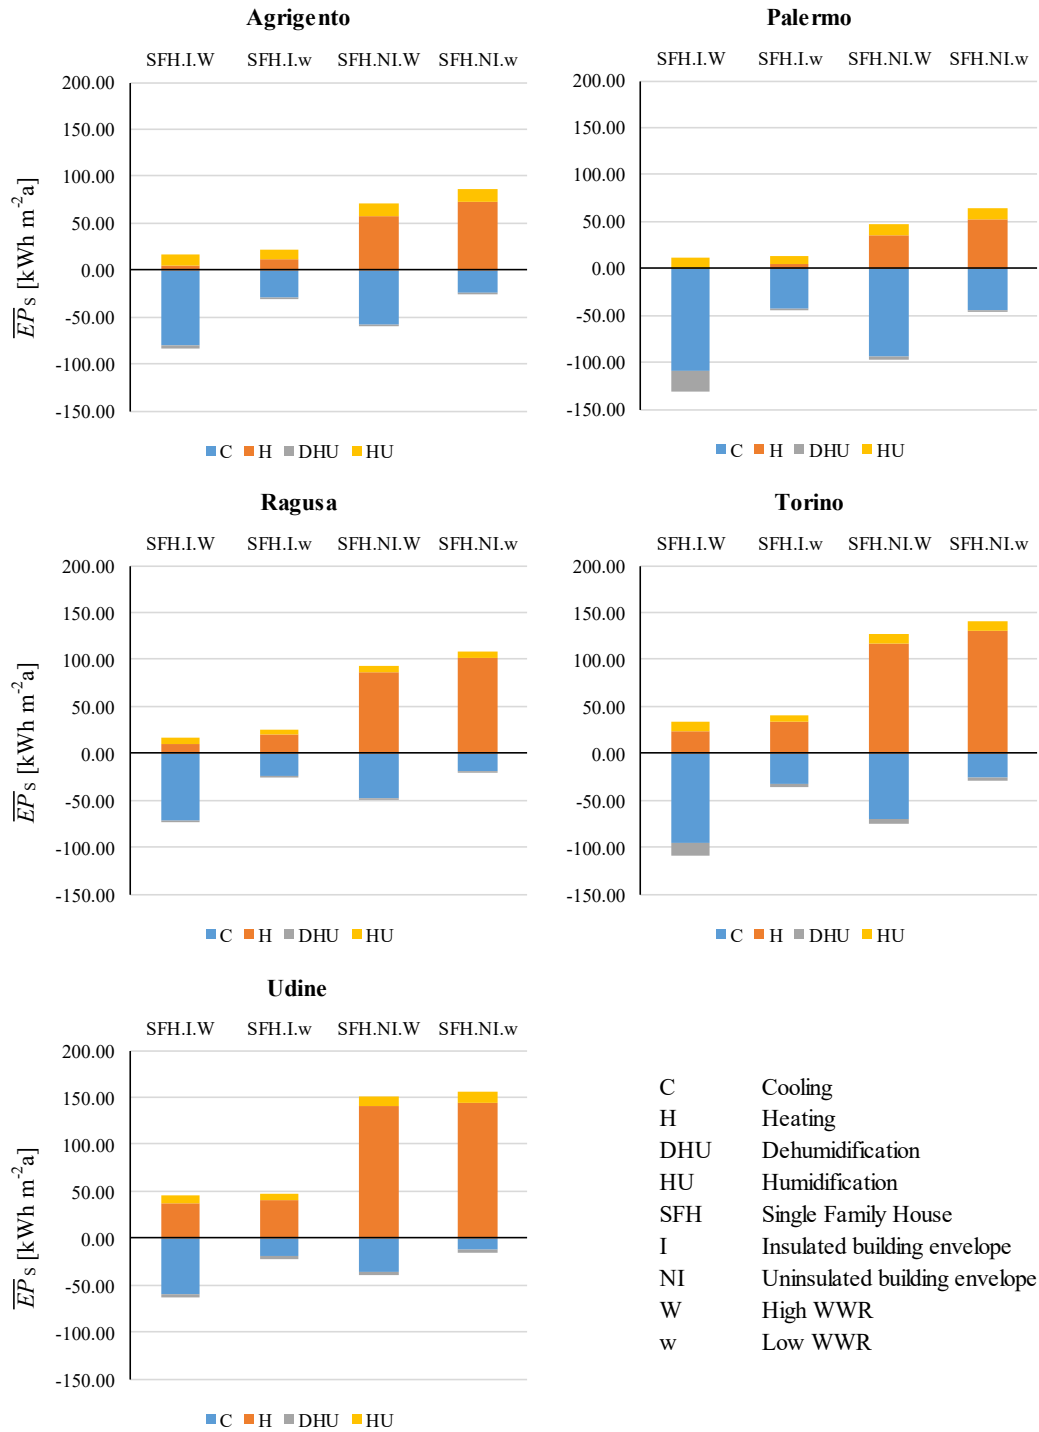 Agrigento
SFH.I.W SFH.I.w SFH.NI.W SFH.NI.w
200.00
150.00
100.00
50.00
0.00
-50.00
-100.00
-150.00
EPs [kWh m-2a]
C H DHU HU
Palermo
SFH.I.W SFH.I.w SFH.NI.W SFH.NI.w
200.00
150.00
100.00
50.00
0.00
-50.00
-100.00
-150.00
C H DHU HU
Ragusa
SFH.I.W SFH.I.w SFH.NI.W SFH.NI.w
200.00
150.00
100.00
50.00
0.00
-50.00
-100.00
-150.00
EPs [kWh m-2a]
C H DHU HU
Torino
SFH.I.W SFH.I.w SFH.NI.W SFH.NI.w
200.00
150.00
100.00
50.00
0.00
-50.00
-100.00
-150.00
C H DHU HU
Udine
SFH.I.W SFH.I.w SFH.NI.W SFH.NI.w
200.00
150.00
100.00
50.00
0.00
-50.00
-100.00
-150.00
EPs [kWh m-2a]
C H DHU HU
C Cooling
H Heating
DHU Dehumidification
HU Humidification
SFH Single Family House
I Insulated building envelope
NI Uninsulated building envelope
W High WWR
w Low WWR